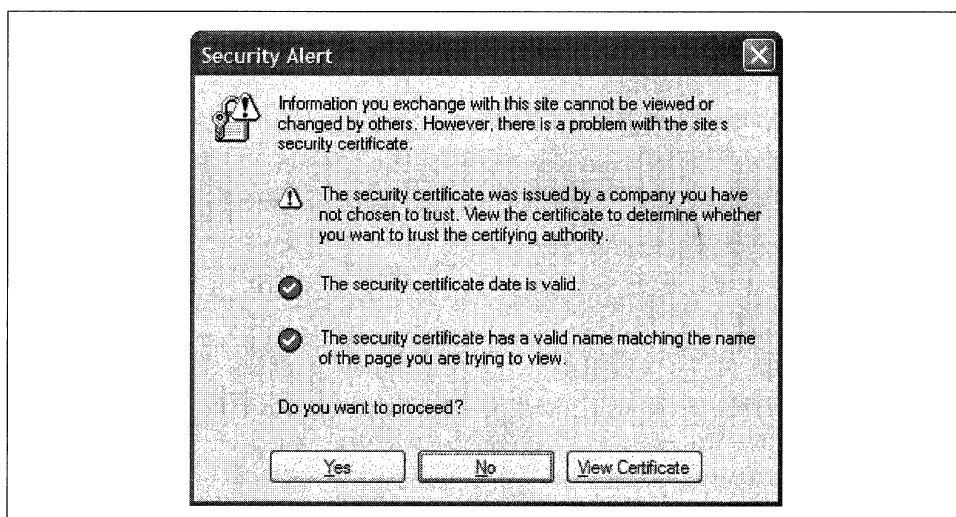 Security Alert
Information you exchange with this site cannot be viewed or
changed by others. However, there is a problem with the site's
security certificate.
The security certificate was issued by a company you have
not chosen to trust. View the certificate to determine whether
you want to trust the certifying authority.
The security certificate date is valid.
The security certificate has a valid name matching the name
of the page you are trying to view.
Do you want to proceed?
Yes
No
View Certificate